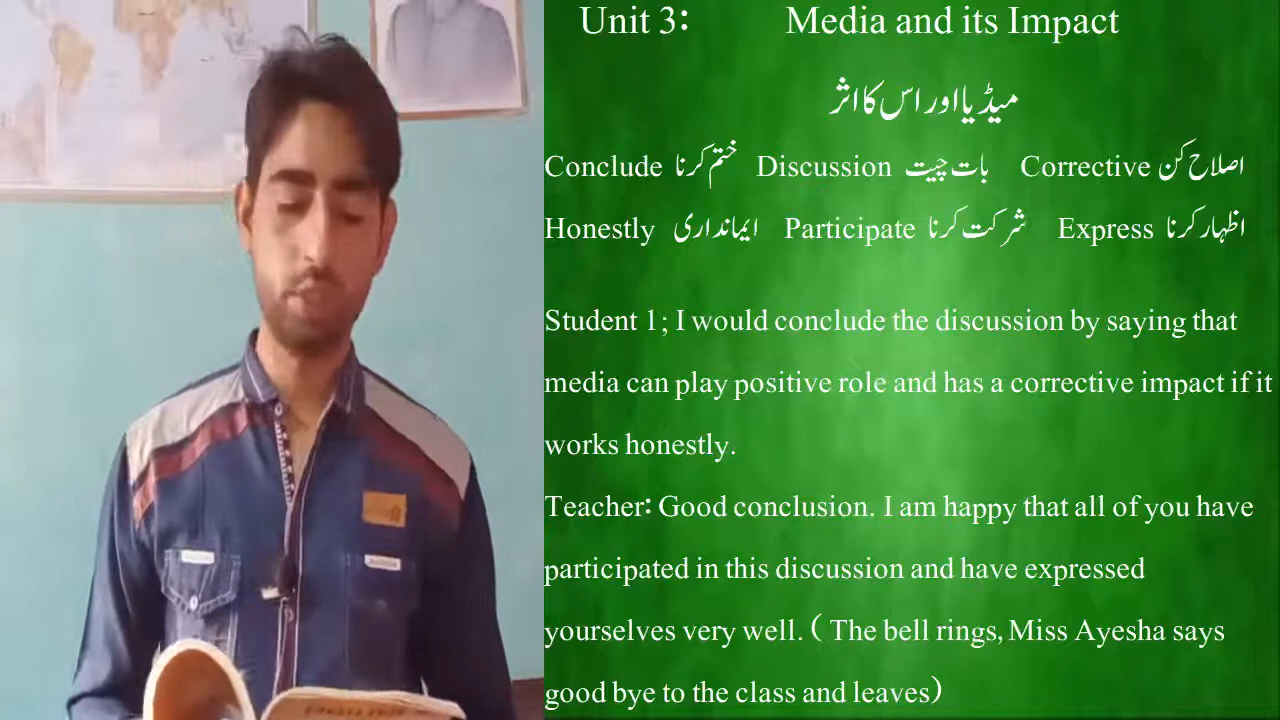 Unit 3: Media and its Impact
میڈیا اور اس کا اثر
Conclude ختم کرنا Discussion بات چیت Corrective اصلاح کن
Honestly ایمانداری Participate شرکت کرنا Express اظہار کرنا
Student 1; I would conclude the discussion by saying that
media can play positive role and has a corrective impact if it
works honestly.
Teacher: Good conclusion. I am happy that all of you have
participated in this discussion and have expressed
yourselves very well. ( The bell rings, Miss Ayesha says
good bye to the class and leaves)